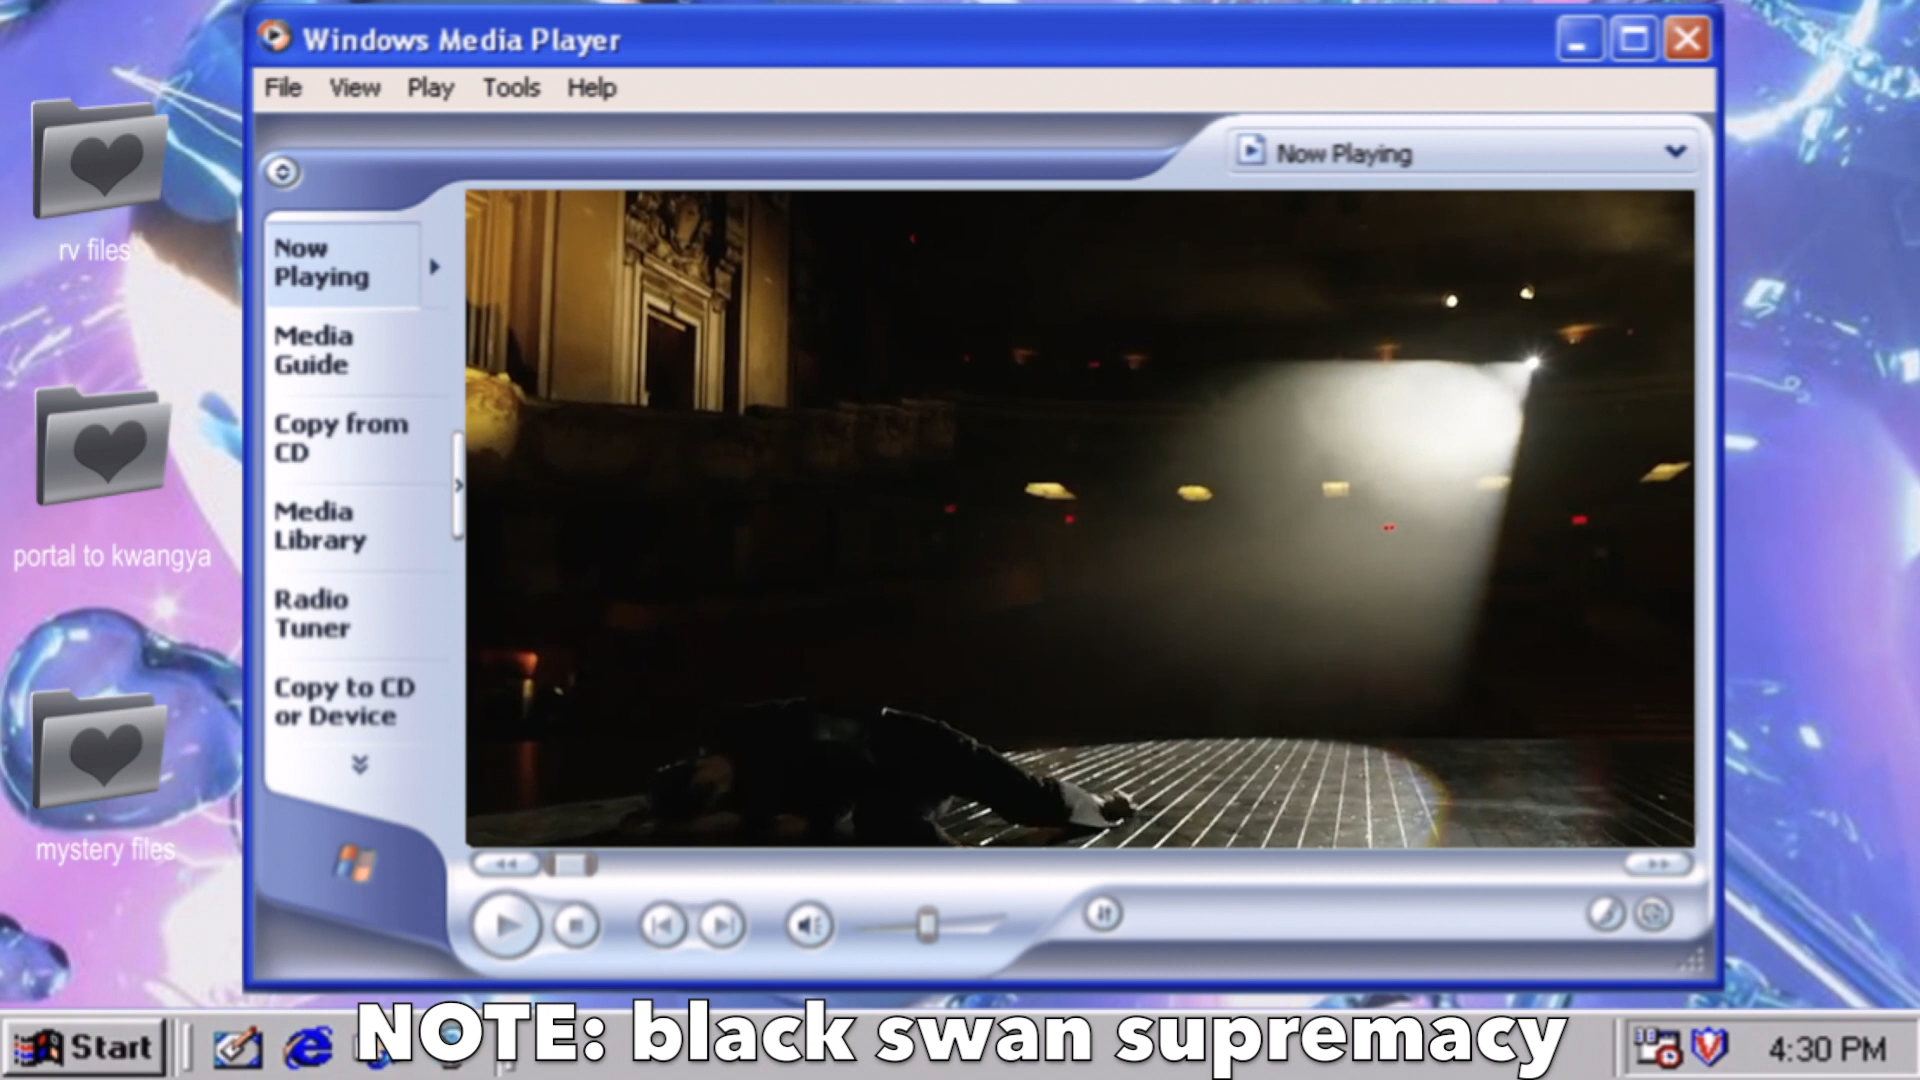 Windows Media Player
File View Play Tools Help
Now Playing
Now
Playing
Media
Guide
Copy from
CD
Media
Library
Radio
Tuner
Copy to CD
or Device
rv files
portal to kwangya
mystery files
NOTE: black swan supremacy
Start
4:30 PM